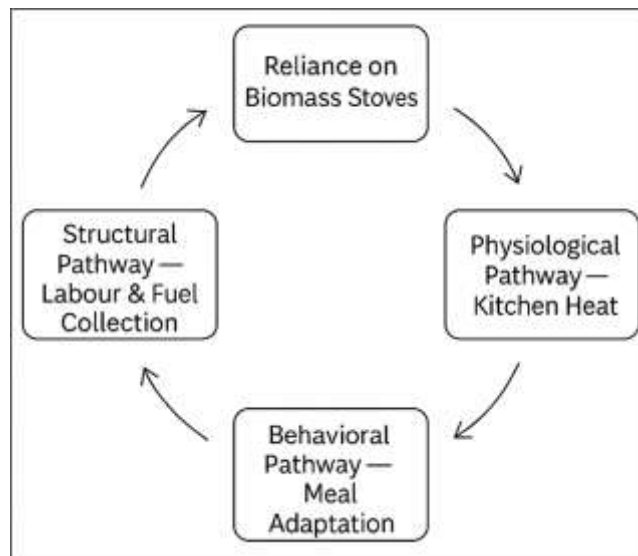 Reliance on
Biomass Stoves
Physiological
Pathway —
Kitchen Heat
Behavioral
Pathway —
Meal
Adaptation
Structural
Pathway —
Labour & Fuel
Collection